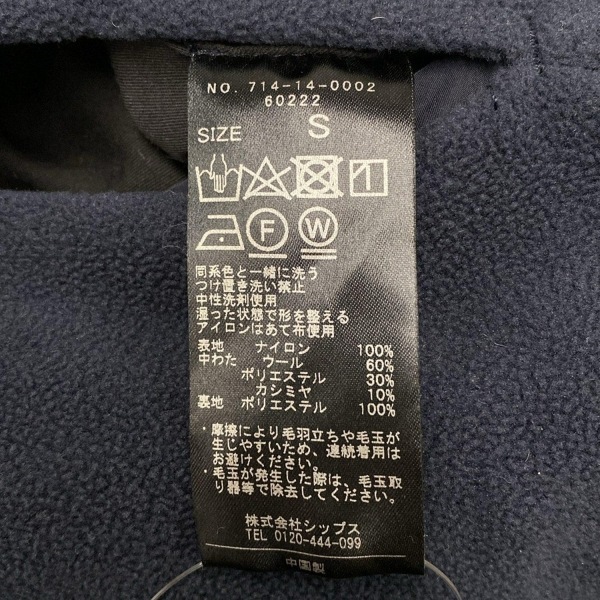 NO. 714-14-0002
60222
SIZE S
F W
同系色と一緒に洗う
つけ置き洗い禁止
中性洗剤使用
湿った状態で形を整える
アイロンはあて布使用
表地 ナイロン 100%
中わた ウール 60%
ポリエステル 30%
カシミヤ 10%
裏地 ポリエステル 100%
・摩擦により毛羽立ちや毛玉が
生じやすいため、連続着用は
お避けください。
・毛玉が発生した際は、毛玉取
り器等で除去してください。
株式会社シップス
TEL 0120-444-099
中国製